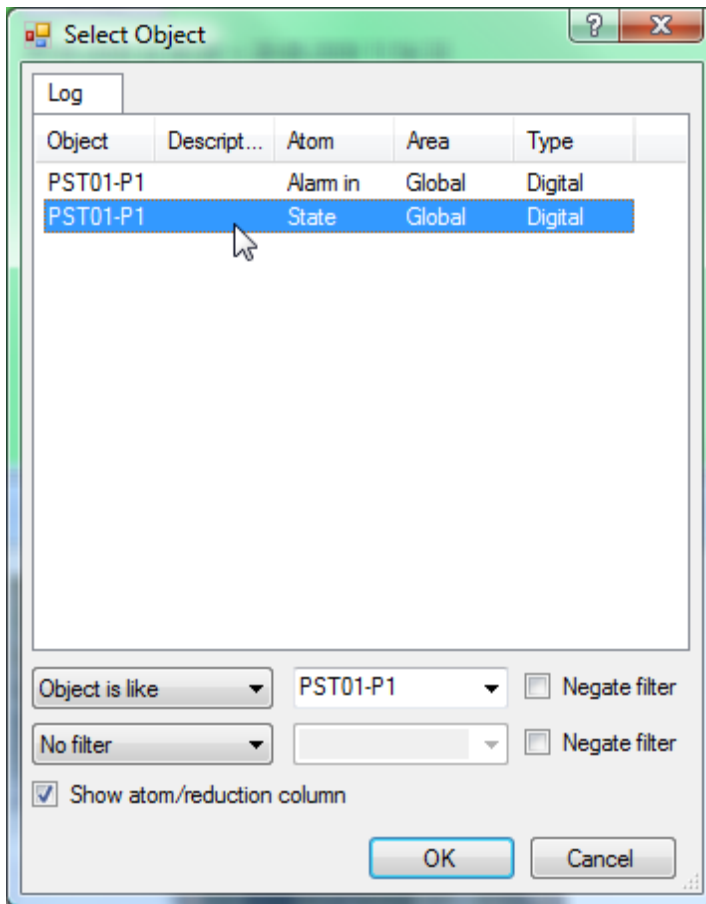 Select Object
Log
Object Descript... Atom Area Type
PST01-P1 Alarm in Global Digital
PST01-P1 State Global Digital
Object is like PST01-P1 Negate filter
No filter Negate filter
Show atom/reduction column
OK Cancel